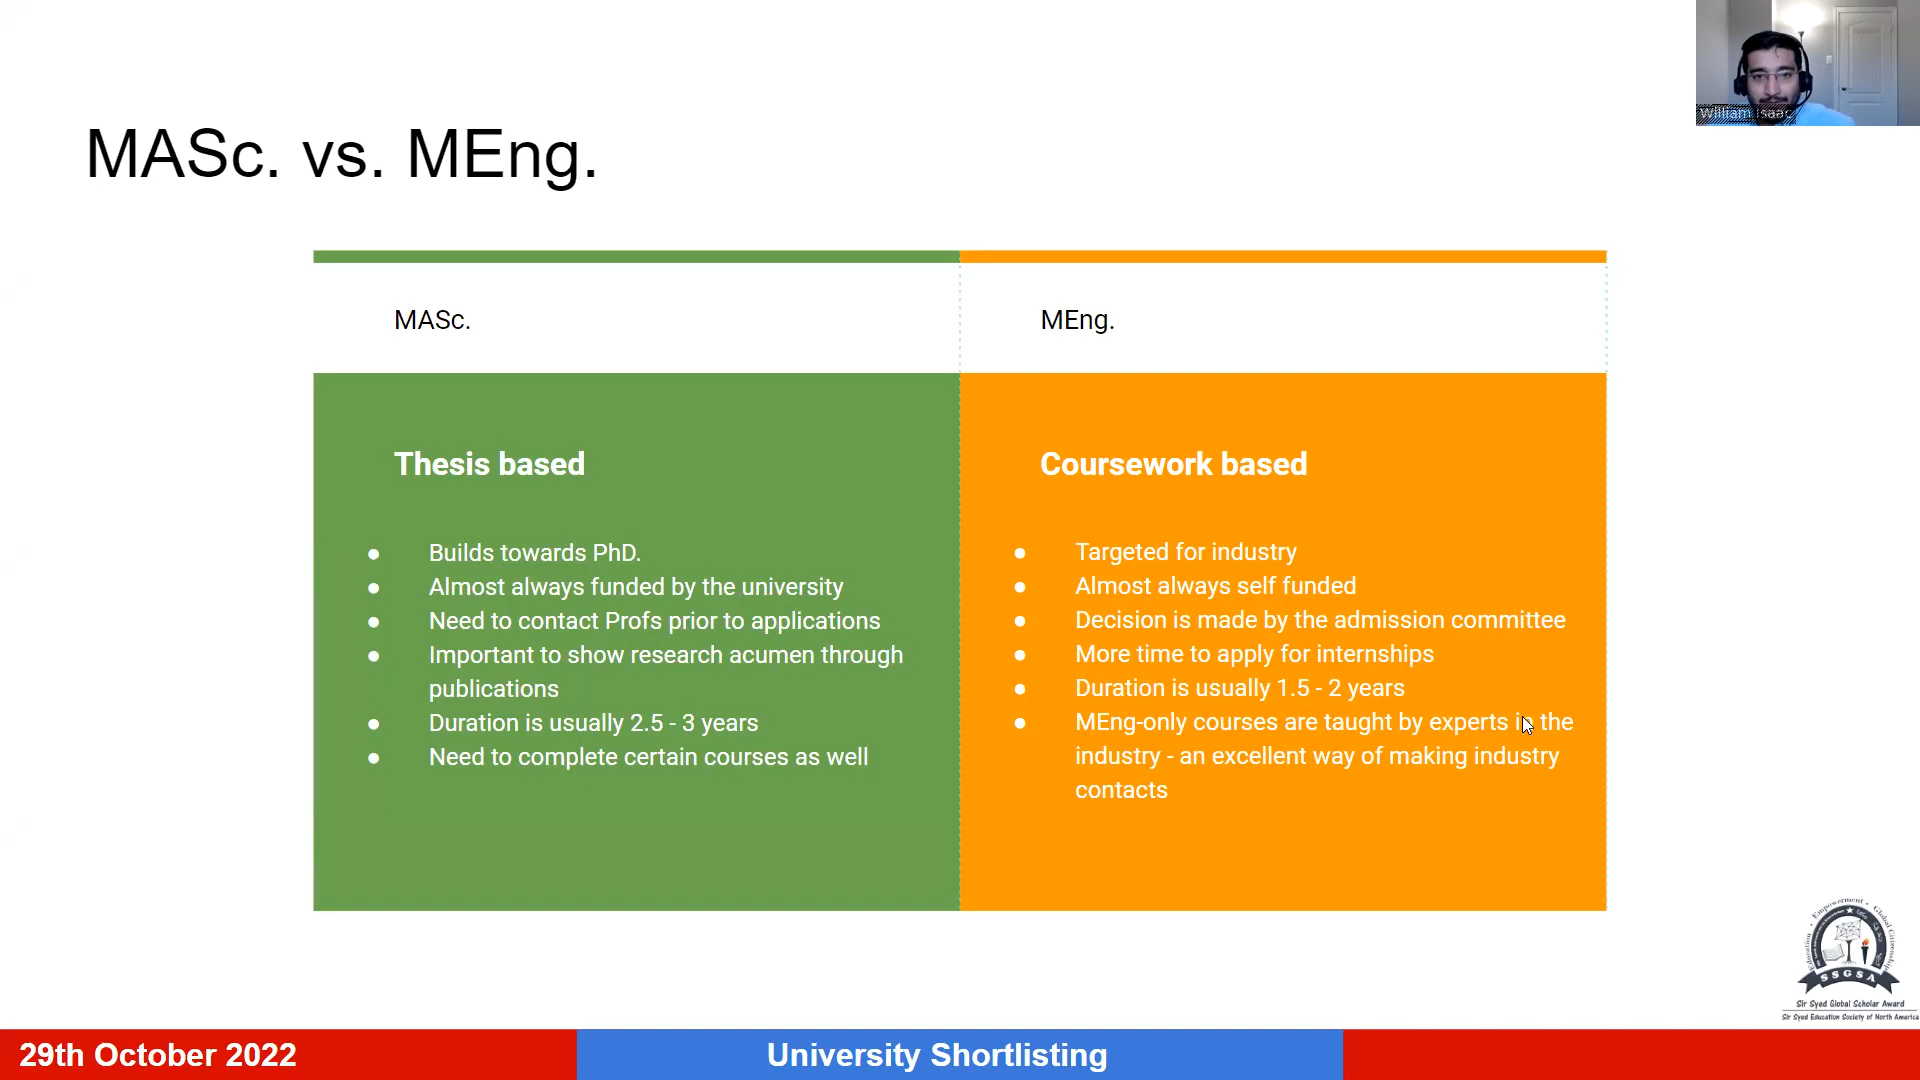 William Isaac
MASc. vs. MEng.
MASc.
MEng.
Thesis based
● Builds towards PhD.
● Almost always funded by the university
● Need to contact Profs prior to applications
● Important to show research acumen through
publications
● Duration is usually 2.5 - 3 years
● Need to complete certain courses as well
Coursework based
● Targeted for industry
● Almost always self funded
● Decision is made by the admission committee
● More time to apply for internships
● Duration is usually 1.5 - 2 years
● MEng-only courses are taught by experts in the
industry - an excellent way of making industry
contacts
Education • Empowerment • Global Citizenship
SSGSA
Sir Syed Global Scholar Award
Sir Syed Education Society of North America
29th October 2022
University Shortlisting